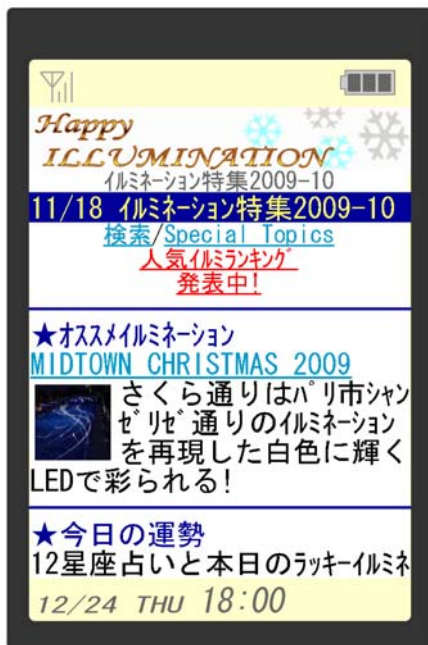 Happy
ILLUMINATION
ｲﾙﾐﾈｰｼｮﾝ特集2009-10
11/18 ｲﾙﾐﾈｰｼｮﾝ特集2009-10
検索/Special Topics
人気ｲﾙﾐﾗﾝｷﾝｸﾞ
発表中!
★ｵｽｽﾒｲﾙﾐﾈｰｼｮﾝ
MIDTOWN CHRISTMAS 2009
さくら通りはﾊﾟﾘ市ｼｬﾝ
ｾﾞﾘｾﾞ通りのｲﾙﾐﾈｰｼｮﾝ
を再現した白色に輝く
LEDで彩られる!
★今日の運勢
12星座占いと本日のﾗｯｷｰｲﾙﾐﾈ
12/24 THU 18:00